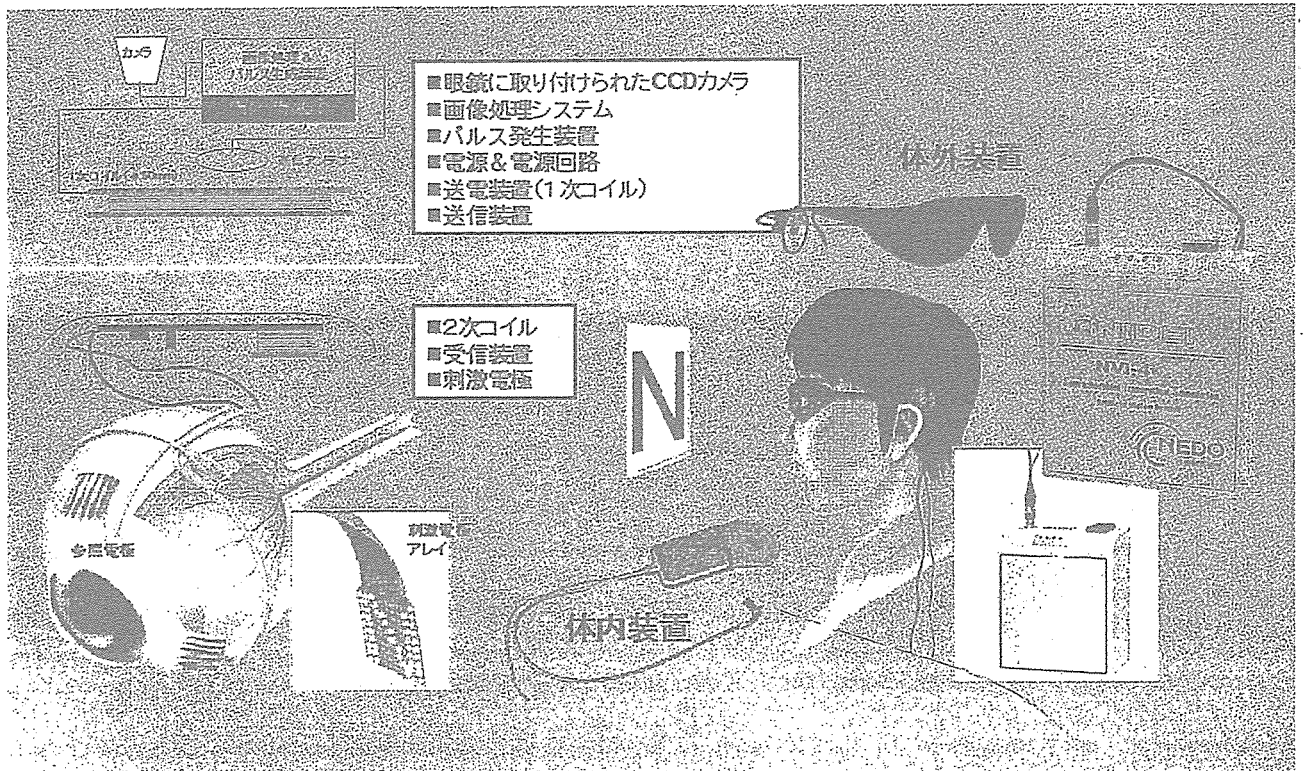 カメラ
■眼鏡に取り付けられたCCDカメラ
■画像処理システム
■パルス発生装置
■電源&電源回路
■送電装置(1次コイル)
■送信装置
体外装置
■2次コイル
■受信装置
■刺激電極
N
NEDO
参照電極
刺激電極
アレイ
体内装置